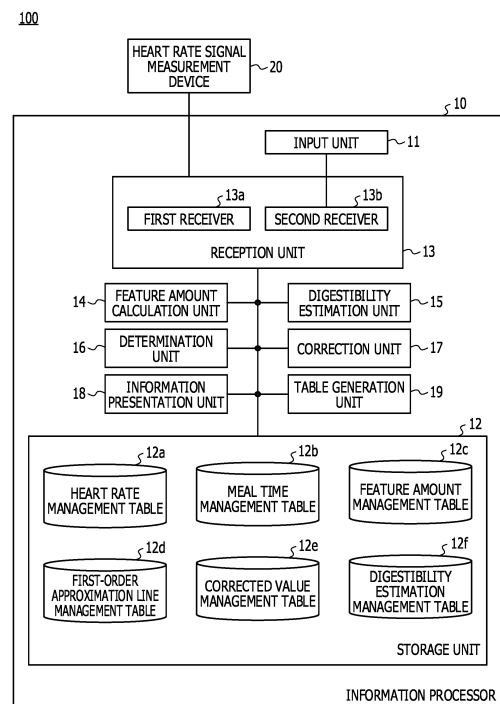 100
HEART RATE SIGNAL
MEASUREMENT
DEVICE
20
10
INPUT UNIT
11
13a
13b
FIRST RECEIVER
SECOND RECEIVER
RECEPTION UNIT
13
14
FEATURE AMOUNT
CALCULATION UNIT
DIGESTIBILITY
ESTIMATION UNIT
15
16
DETERMINATION
UNIT
CORRECTION UNIT
17
18
INFORMATION
PRESENTATION UNIT
TABLE GENERATION
UNIT
19
12
12a
HEART RATE
MANAGEMENT TABLE
12b
MEAL TIME
MANAGEMENT TABLE
12c
FEATURE AMOUNT
MANAGEMENT TABLE
12d
FIRST-ORDER
APPROXIMATION LINE
MANAGEMENT TABLE
12e
CORRECTED VALUE
MANAGEMENT TABLE
12f
DIGESTIBILITY
ESTIMATION
MANAGEMENT TABLE
STORAGE UNIT
INFORMATION PROCESSOR